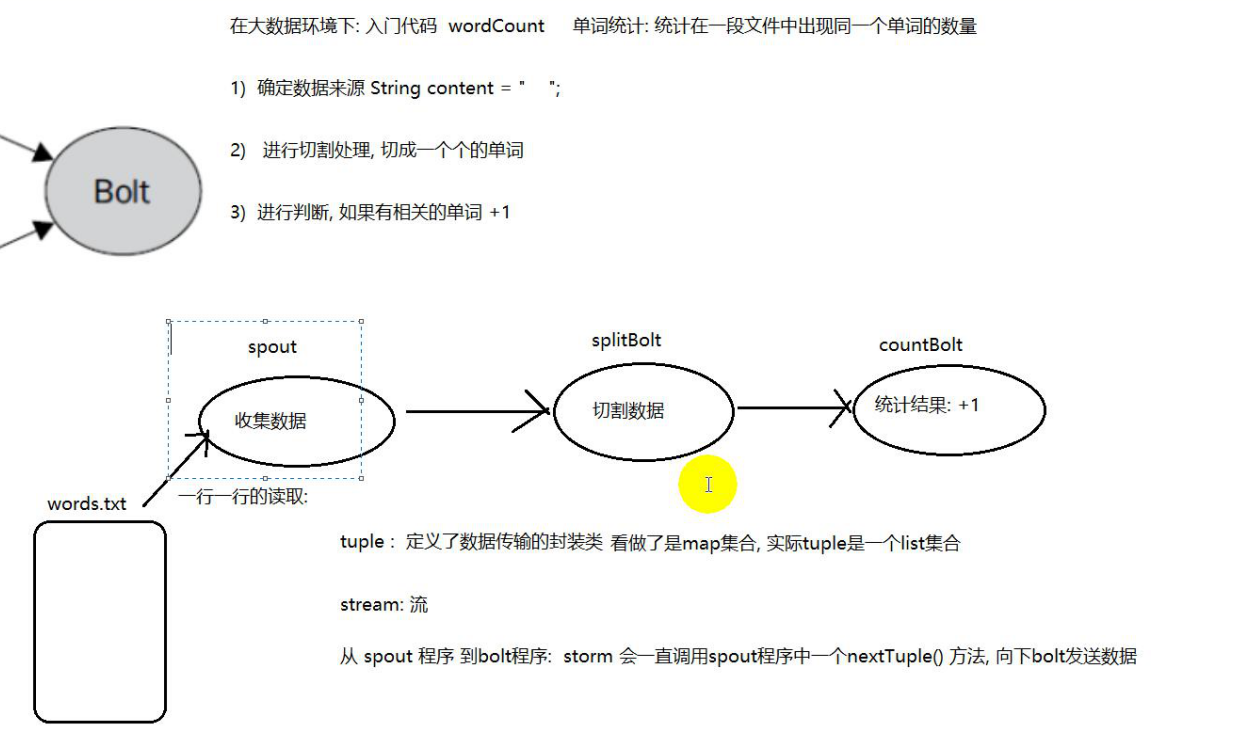 在大数据环境下: 入门代码 wordCount 单词统计: 统计在一段文件中出现同一个单词的数量
1) 确定数据来源 String content = " ";
2) 进行切割处理, 切成一个个的单词
Bolt
3) 进行判断, 如果有相关的单词 +1
spout
splitBolt
countBolt
收集数据
切割数据
统计结果: +1
words.txt
一行一行的读取:
tuple : 定义了数据传输的封装类 看做了是map集合, 实际tuple是一个list集合
stream: 流
从 spout 程序 到bolt程序: storm 会一直调用spout程序中一个nextTuple() 方法, 向下bolt发送数据